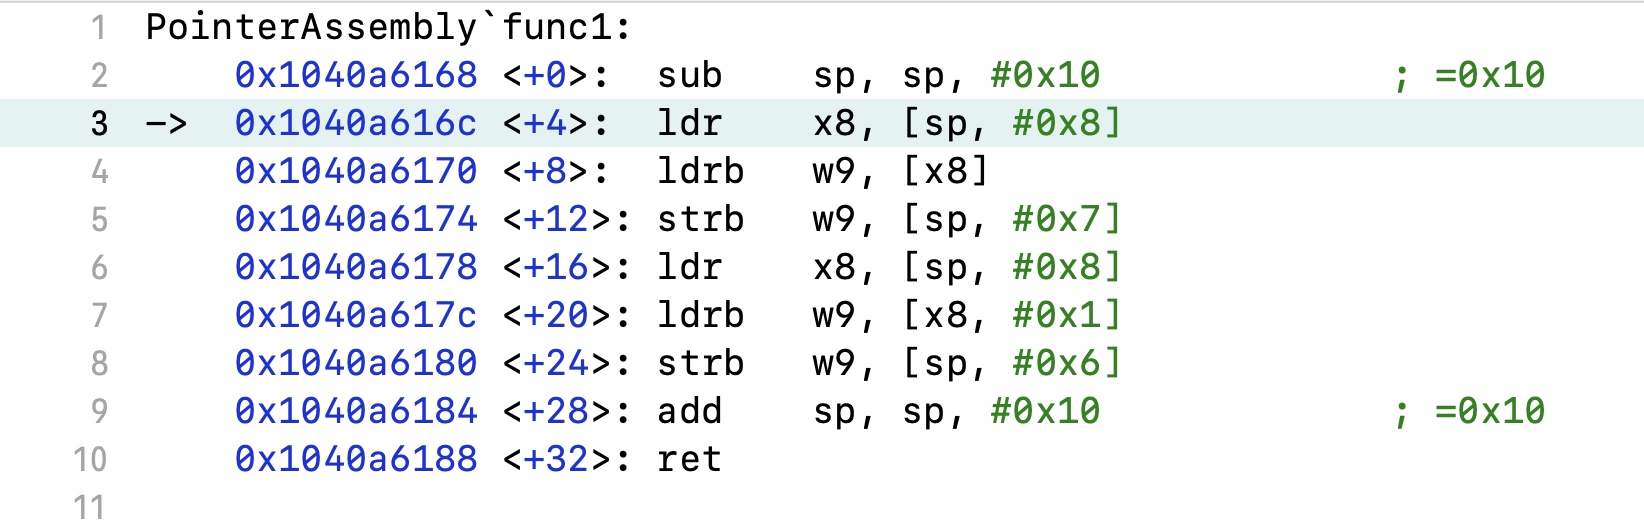 1 PointerAssembly`func1:
2 0x1040a6168 <+0>: sub sp, sp, #0x10 ; =0x10
3 -> 0x1040a616c <+4>: ldr x8, [sp, #0x8]
4 0x1040a6170 <+8>: ldrb w9, [x8]
5 0x1040a6174 <+12>: strb w9, [sp, #0x7]
6 0x1040a6178 <+16>: ldr x8, [sp, #0x8]
7 0x1040a617c <+20>: ldrb w9, [x8, #0x1]
8 0x1040a6180 <+24>: strb w9, [sp, #0x6]
9 0x1040a6184 <+28>: add sp, sp, #0x10 ; =0x10
10 0x1040a6188 <+32>: ret
11